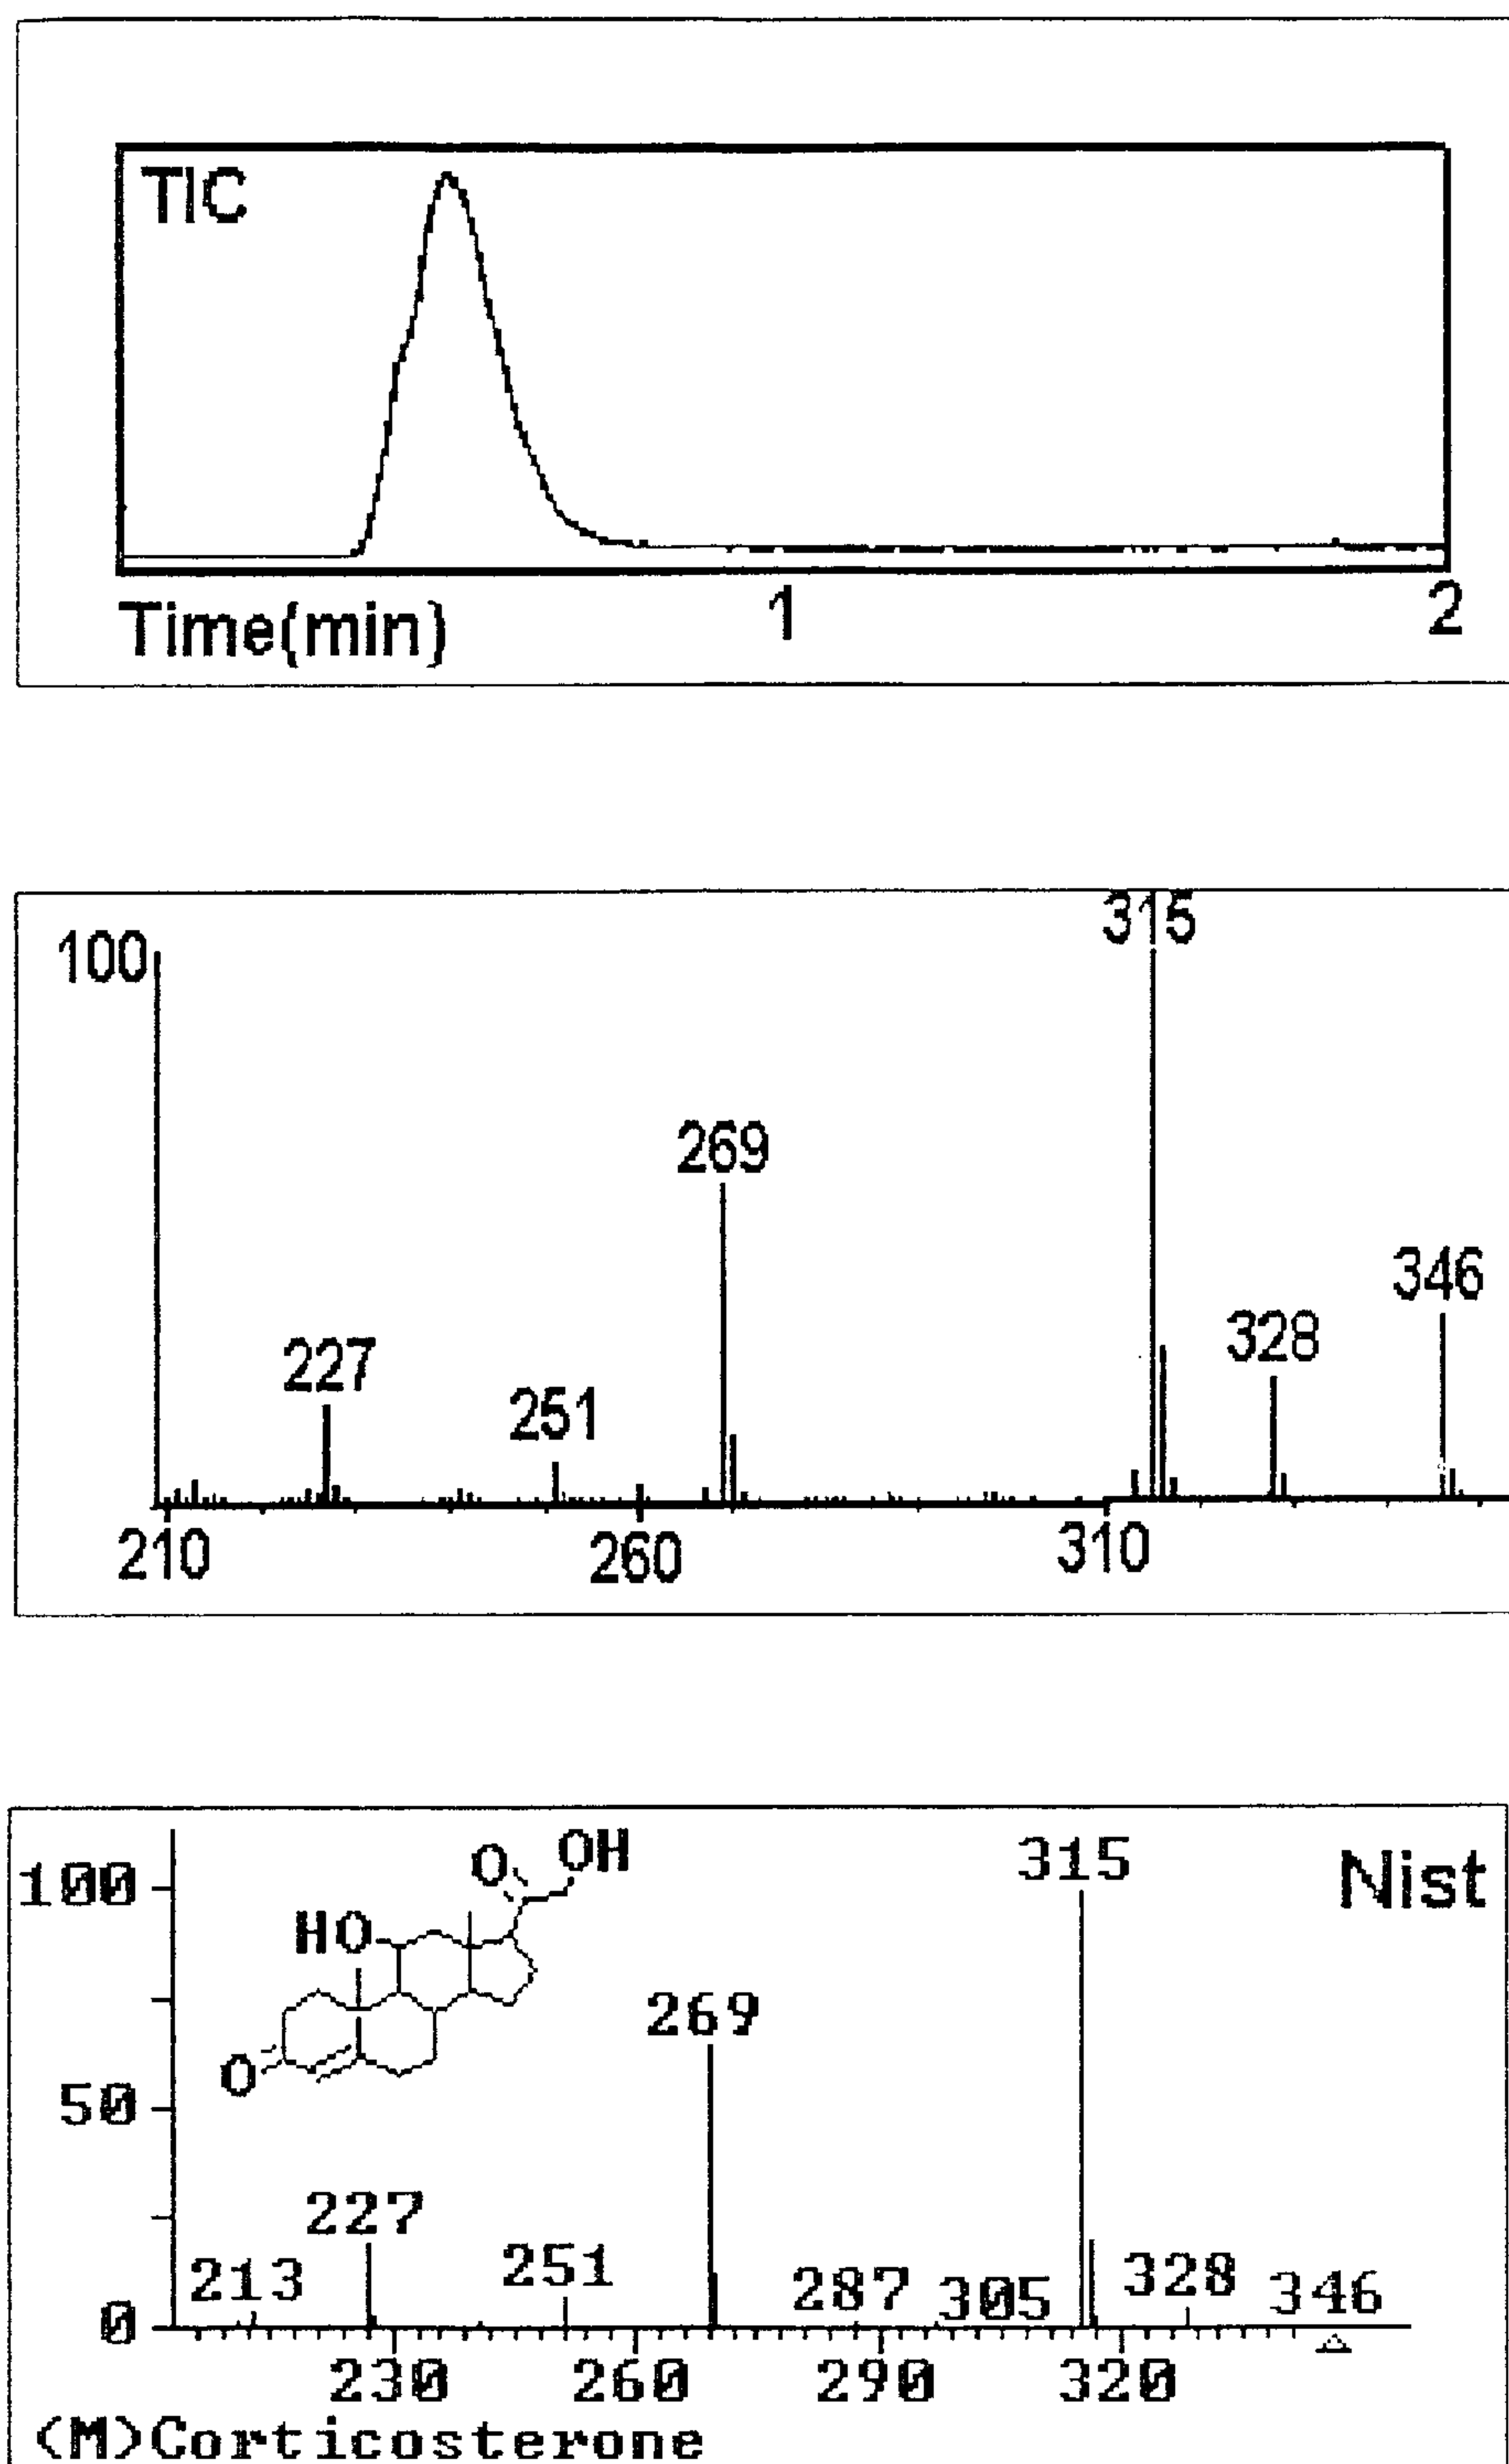 TIC
Time(min) 1 2
315
100
269
346
328
227
251
210 260 310
O OH
315
Nist
100
HO
269
O
50
227
213 251 287 305 328 346
0
230 260 290 320
(M)Corticosterone